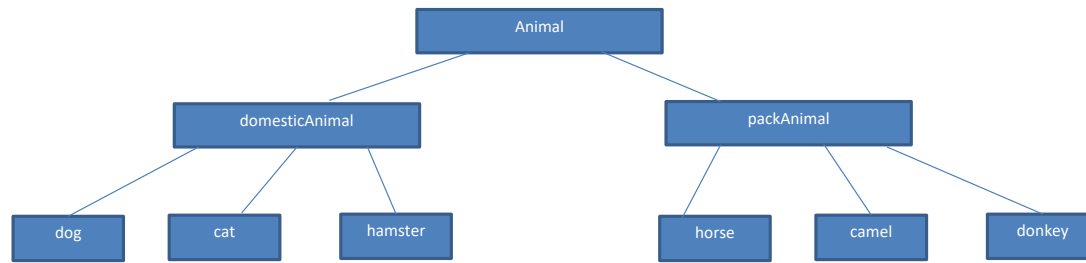 Animal
domesticAnimal
packAnimal
dog
cat
hamster
horse
camel
donkey